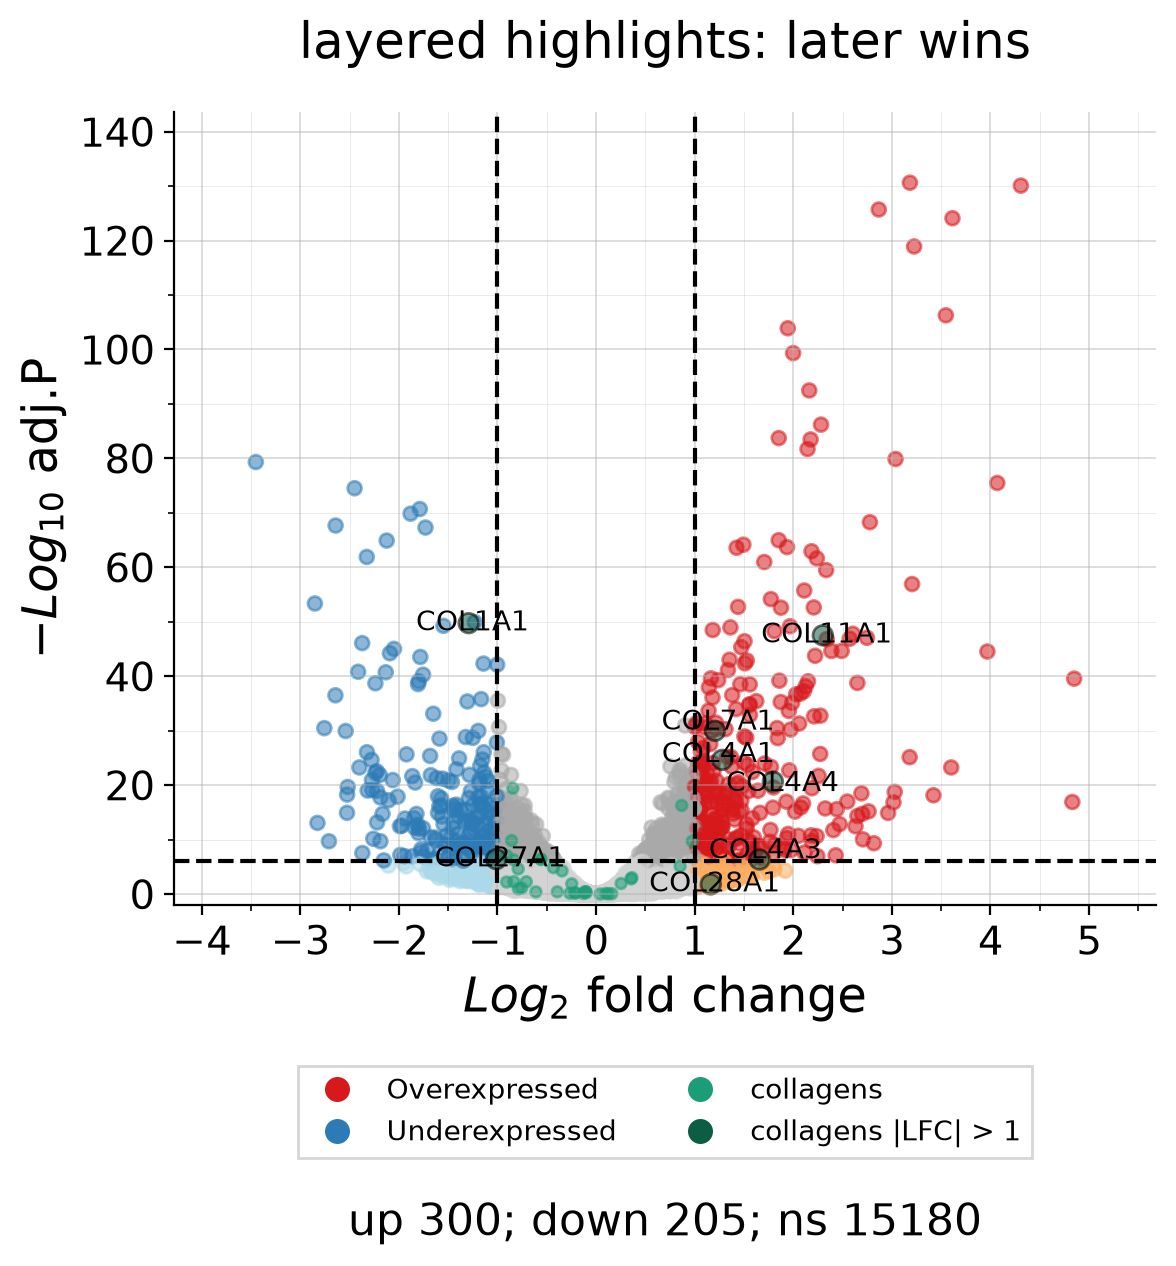 layered highlights: later wins
−Log10 adj.P
140
120
100
80
60
40
20
0
COL1A1
COL11A1
COL7A1
COL4A1
COL4A4
COL4A3
COL27A1
COL28A1
−4 −3 −2 −1 0 1 2 3 4 5
Log2 fold change
Overexpressed collagens
Underexpressed collagens |LFC| > 1
up 300; down 205; ns 15180